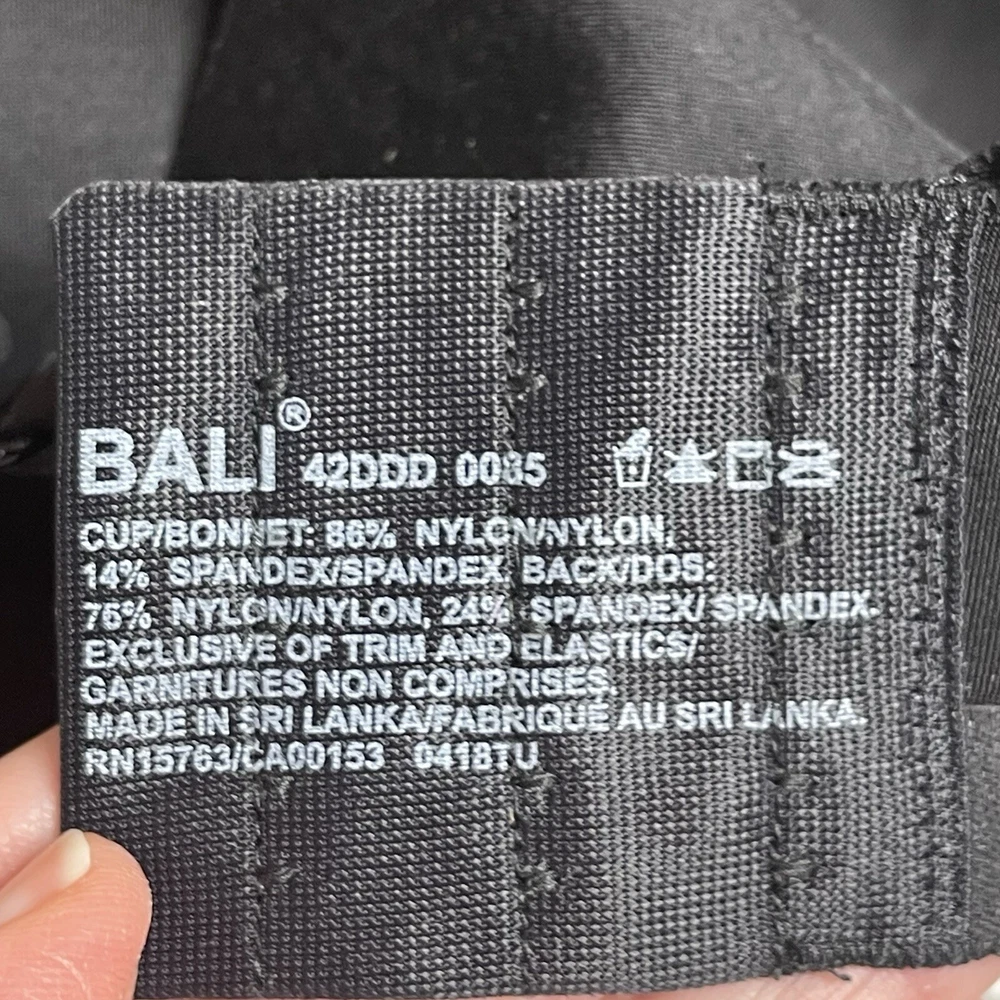 BALI® 42DDD 0085
CUP/BONNET: 86% NYLON/NYLON,
14% SPANDEX/SPANDEX BACK/DOS:
76% NYLON/NYLON, 24% SPANDEX/ SPANDEX.
EXCLUSIVE OF TRIM AND ELASTICS/
GARNITURES NON COMPRISES.
MADE IN SRI LANKA/FABRIQUE AU SRI LANKA.
RN15763/CA00153 0418TU